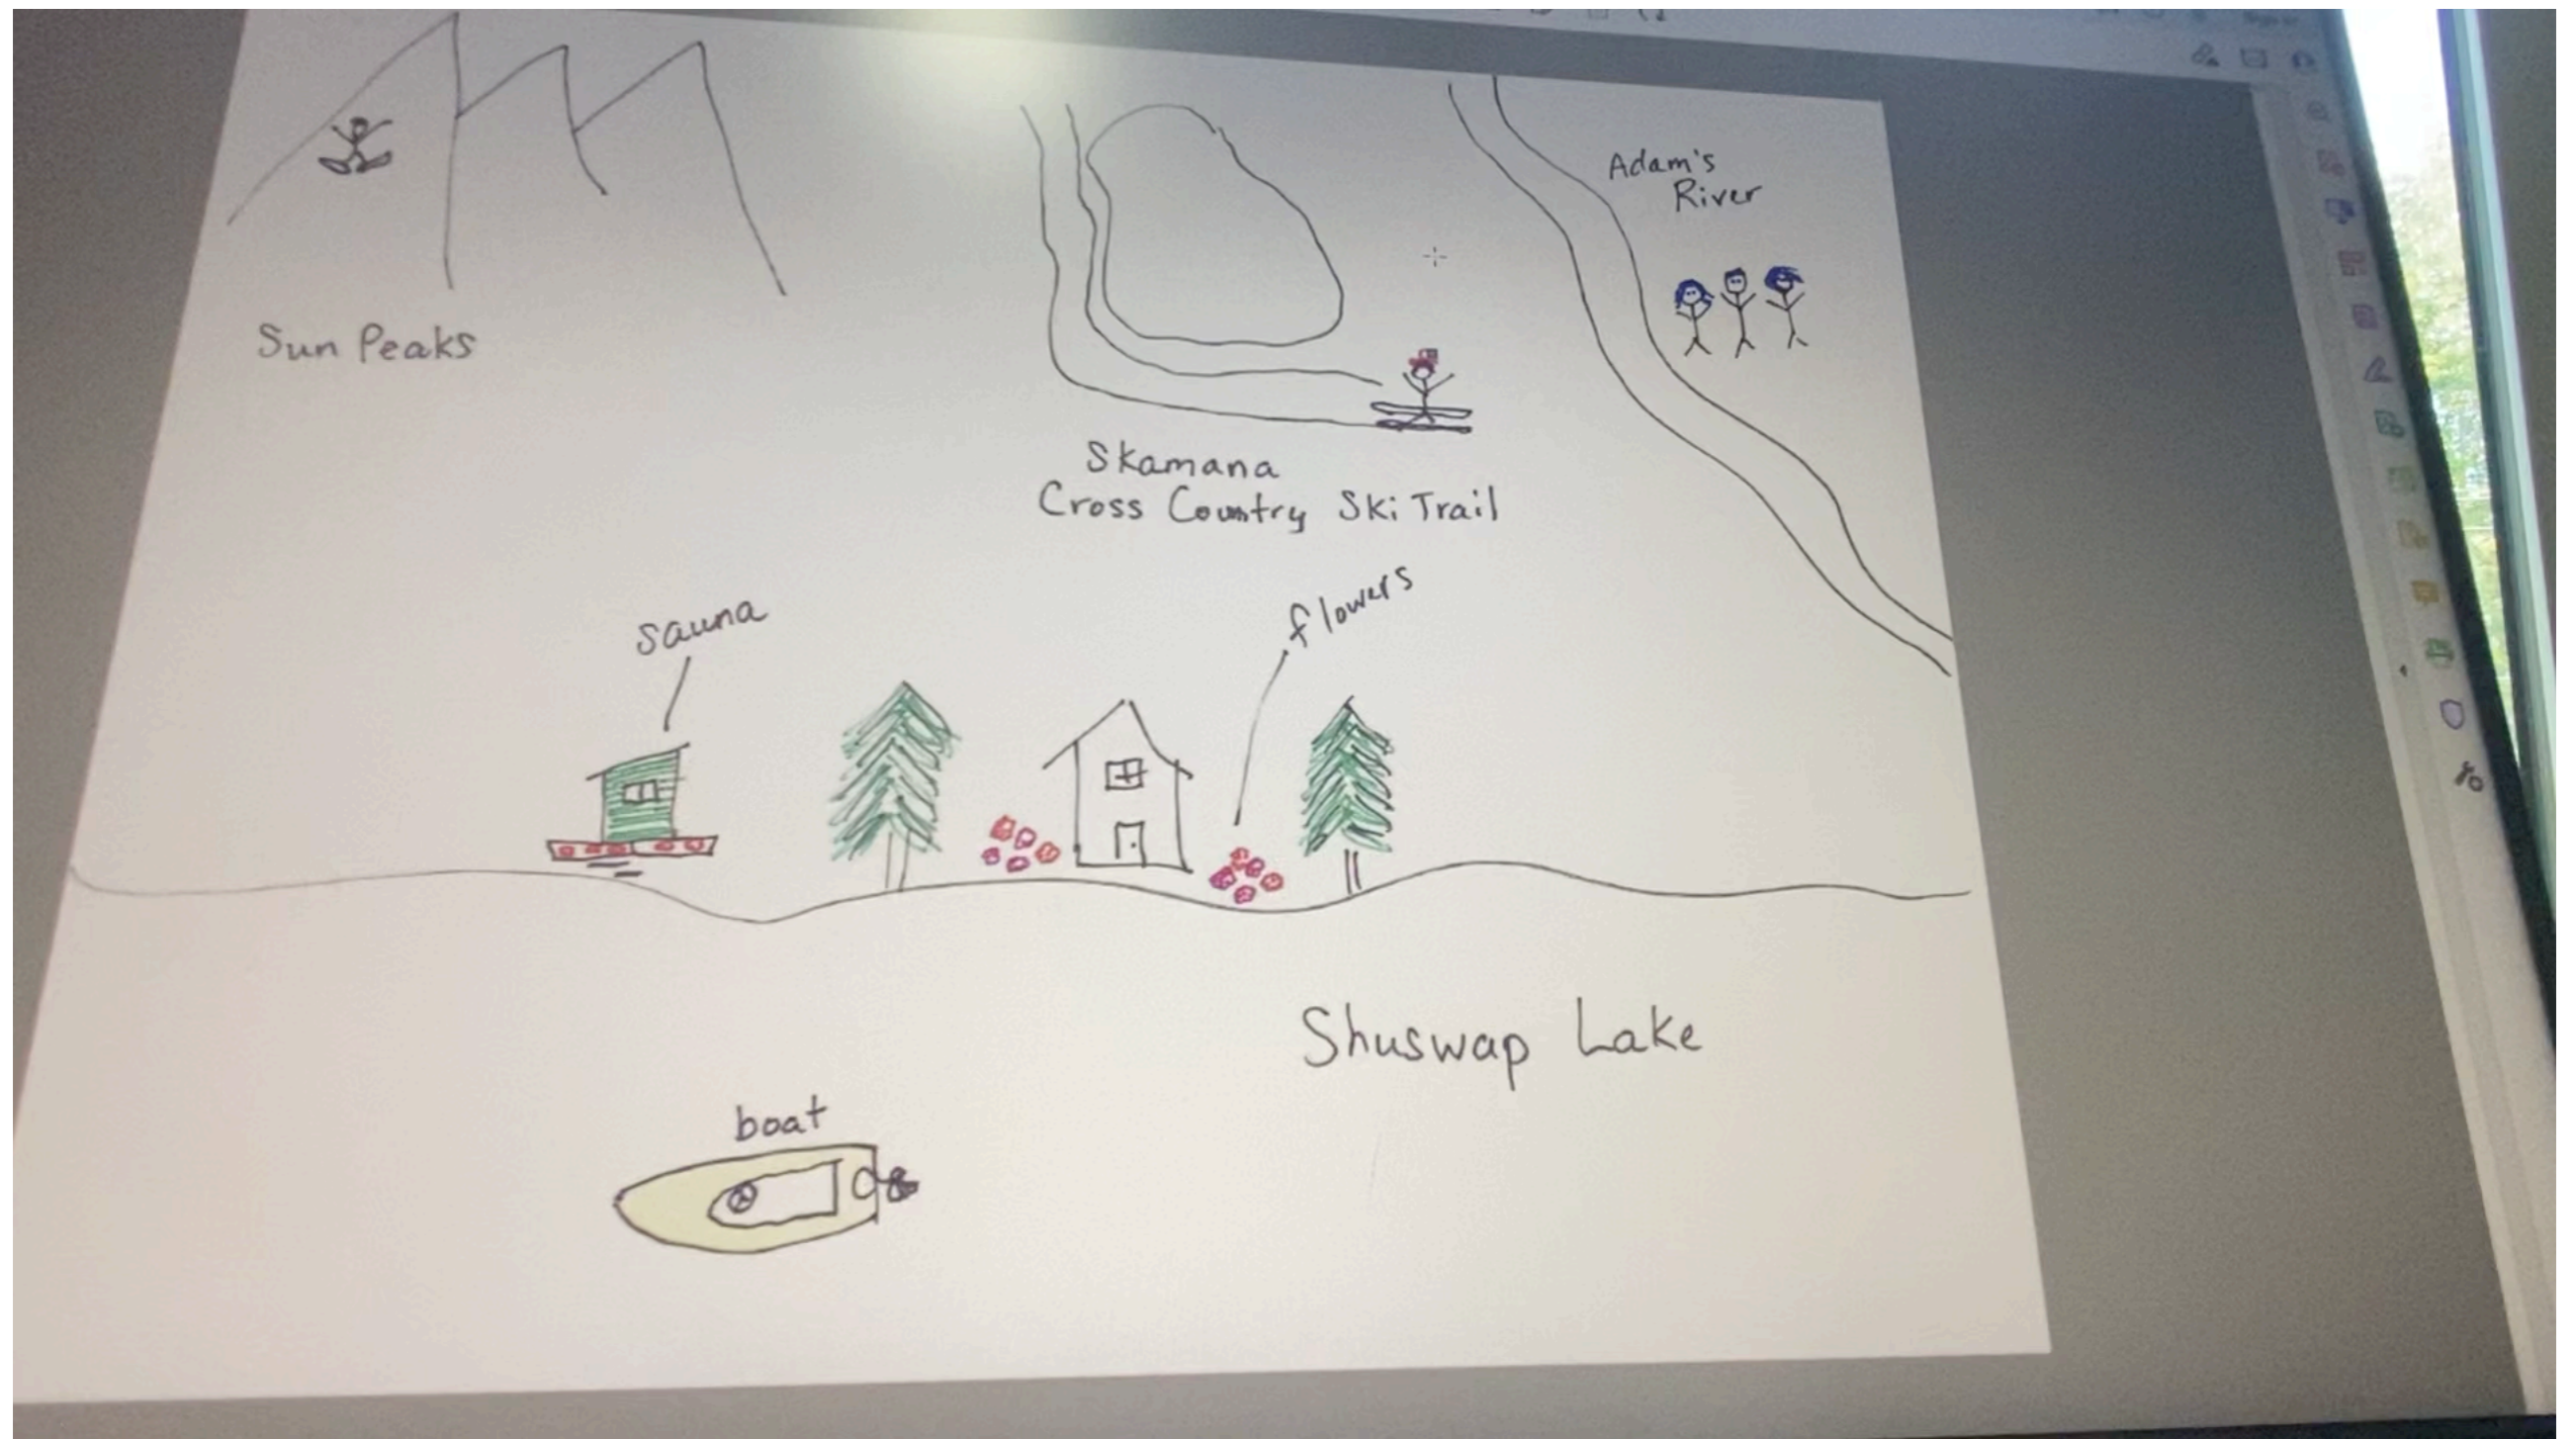 Sun Peaks
Adam's
River
Skamana
Cross Country Ski Trail
sauna
flowers
Shuswap Lake
boat